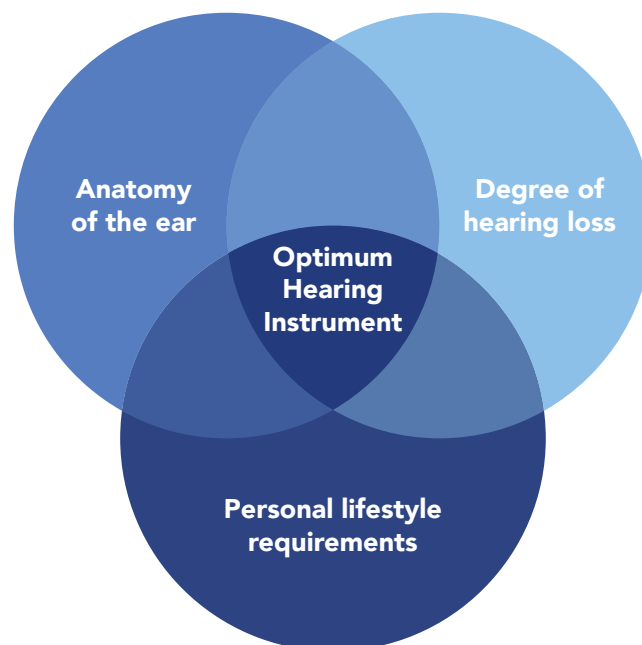 Anatomy
of the ear
Degree of
hearing loss
Optimum
Hearing
Instrument
Personal lifestyle
requirements